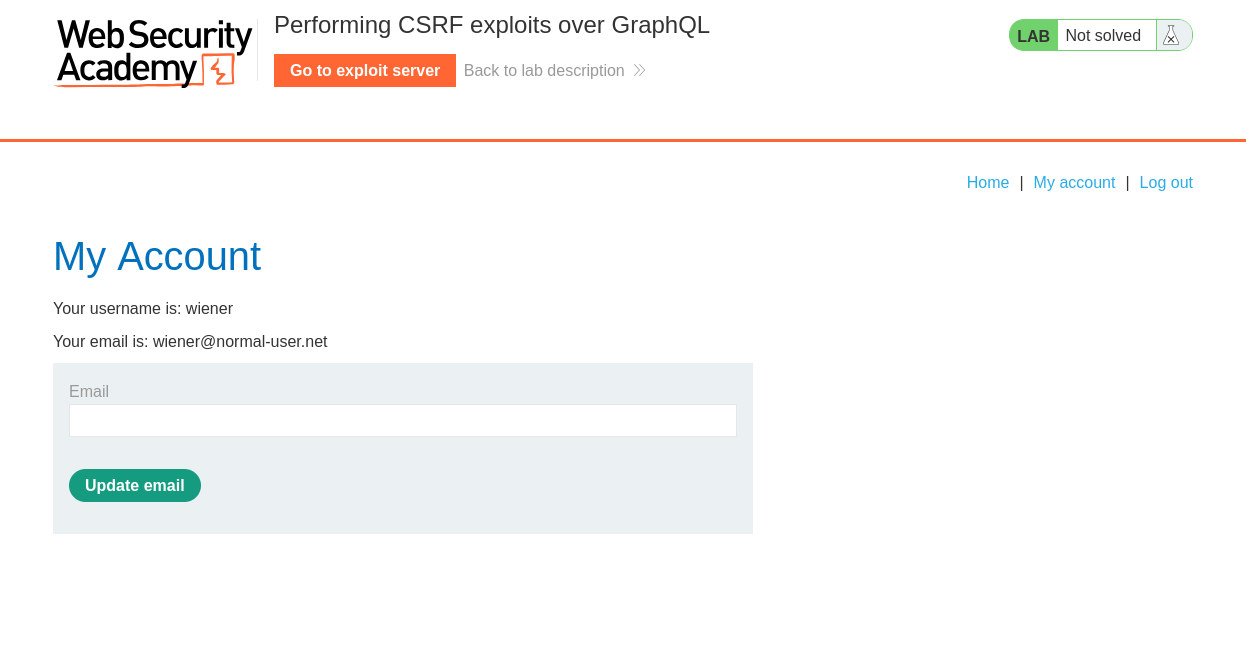 Web Security
Academy
Performing CSRF exploits over GraphQL
Go to exploit server
Back to lab description
LAB
Not solved
Home | My account | Log out
My Account
Your username is: wiener
Your email is: wiener@normal-user.net
Email
Update email